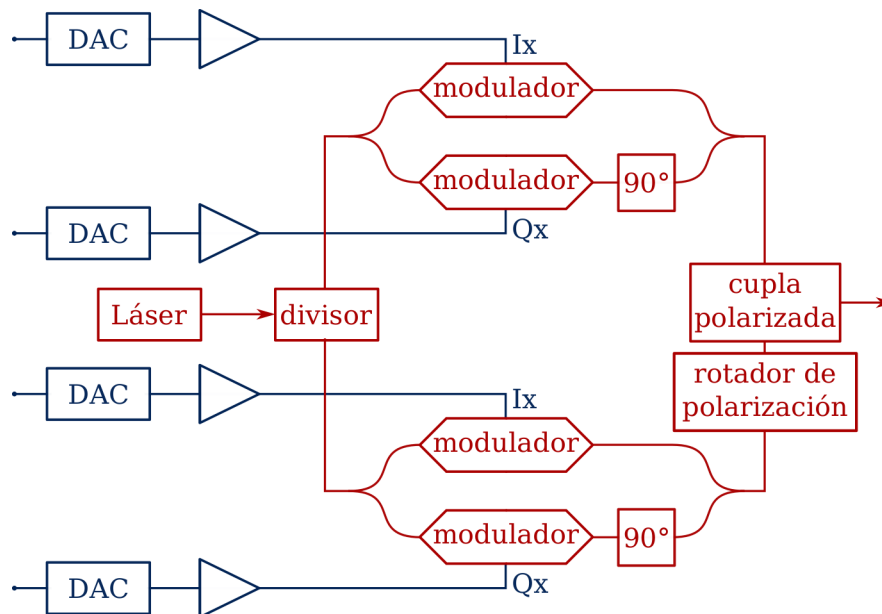 DAC
Ix
modulador
modulador
90°
DAC
Qx
Láser
divisor
cupla
polarizada
rotador de
polarización
DAC
Ix
modulador
modulador
90°
DAC
Qx